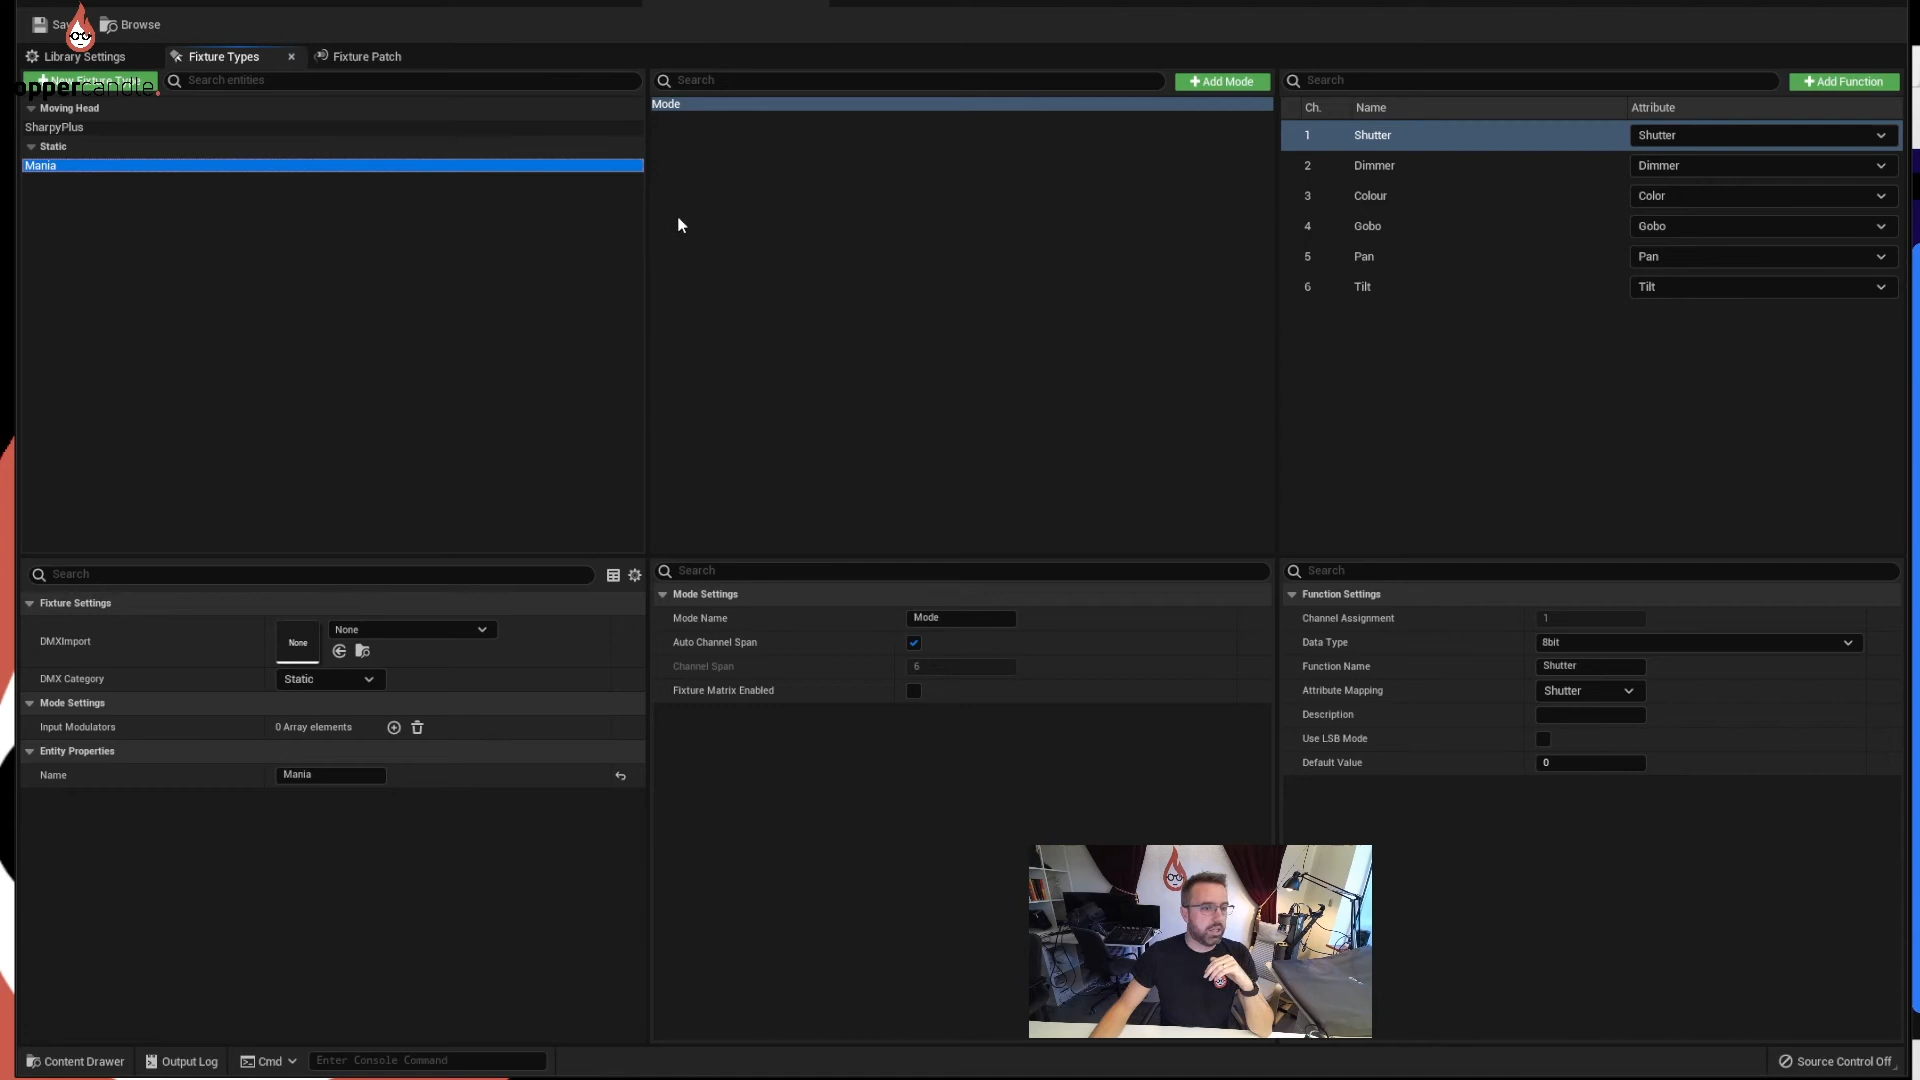 Save
Browse
Library Settings
Fixture Types
Fixture Patch
New Fixture Type
Search entities
oppercandle.
Moving Head
SharpyPlus
Static
Mania
Search
Add Mode
Mode
Search
Add Function
Ch. Name Attribute
1 Shutter Shutter
2 Dimmer Dimmer
3 Colour Color
4 Gobo Gobo
5 Pan Pan
6 Tilt Tilt
Search
Fixture Settings
DMXImport None None
DMX Category Static
Mode Settings
Input Modulators 0 Array elements
Entity Properties
Name Mania
Search
Mode Settings
Mode Name Mode
Auto Channel Span
Channel Span 6
Fixture Matrix Enabled
Search
Function Settings
Channel Assignment 1
Data Type 8bit
Function Name Shutter
Attribute Mapping Shutter
Description
Use LSB Mode
Default Value 0
Content Drawer
Output Log
Cmd
Enter Console Command
Source Control Off